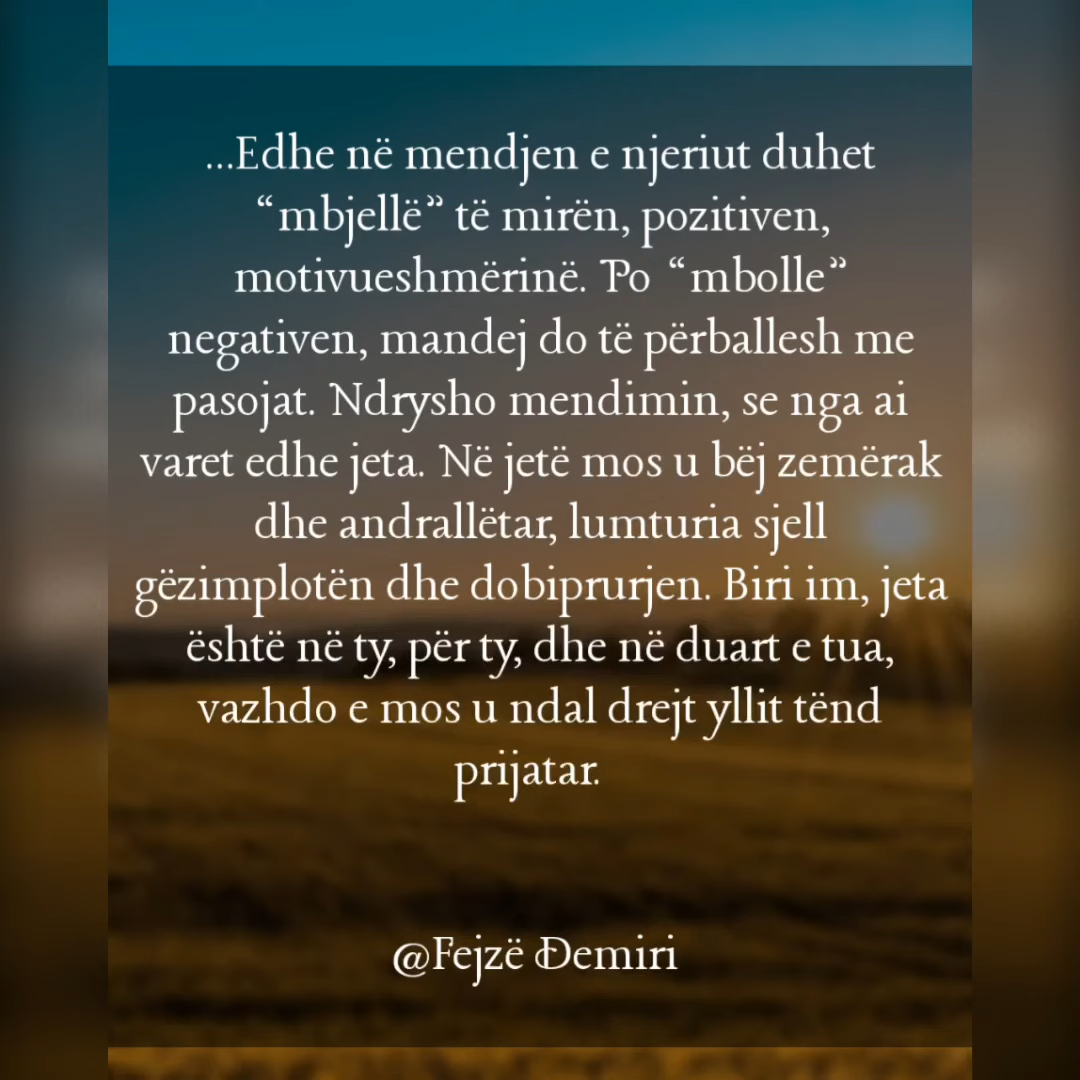 ...Edhe në mendjen e njeriut duhet
“mbjellë” të mirën, pozitiven,
motivueshmërinë. Po “mbolle”
negativen, mandej do të përballesh me
pasojat. Ndrysho mendimin, se nga ai
varet edhe jeta. Në jetë mos u bëj zemërak
dhe andrallëtar, lumturia sjell
gëzimplotën dhe dobiprurjen. Biri im, jeta
është në ty, për ty, dhe në duart e tua,
vazhdo e mos u ndal drejt yllit tënd
prijatar.
@Fejzë Demiri